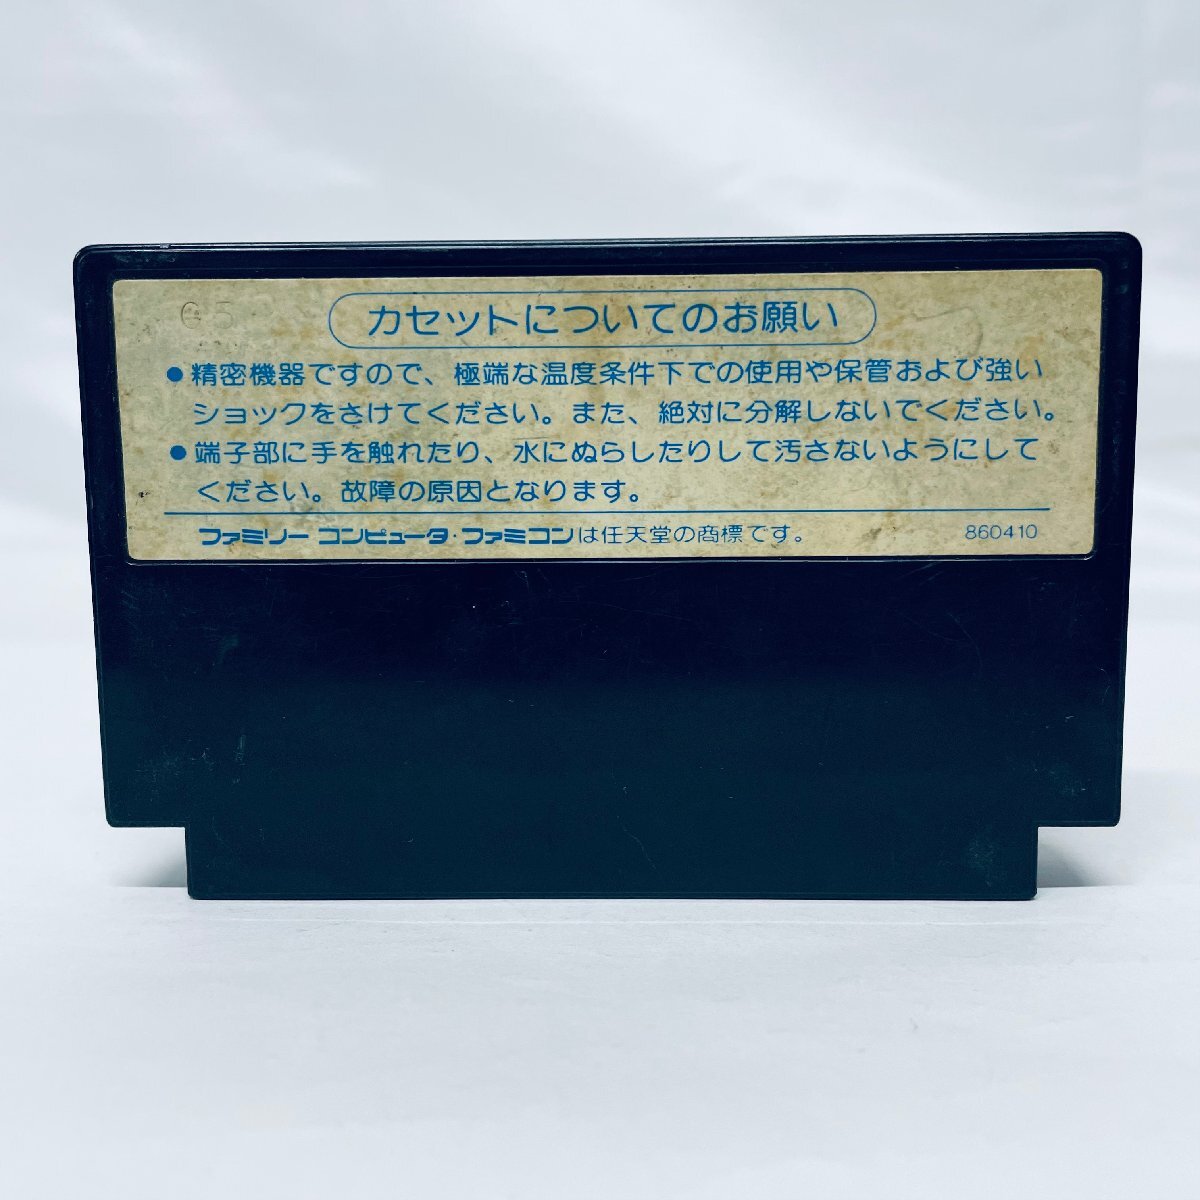 カセットについてのお願い
●精密機器ですので、極端な温度条件下での使用や保管および強い
ショックをさけてください。また、絶対に分解しないでください。
●端子部に手を触れたり、水にぬらしたりして汚さないようにして
ください。故障の原因となります。
ファミリー コンピュータ・ファミコンは任天堂の商標です。 860410